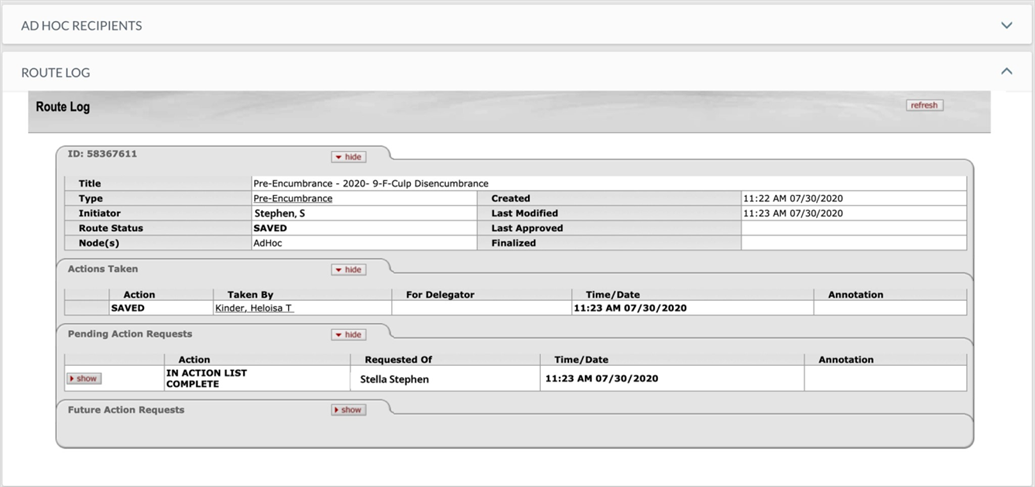 AD HOC RECIPIENTS
ROUTE LOG
Route Log refresh
ID: 58367611 hide
Title Pre-Encumbrance - 2020- 9-F-Culp Disencumbrance
Type Pre-Encumbrance Created 11:22 AM 07/30/2020
Initiator Stephen, S Last Modified 11:23 AM 07/30/2020
Route Status SAVED Last Approved
Node(s) AdHoc Finalized
Actions Taken hide
Action Taken By For Delegator Time/Date Annotation
SAVED Kinder, Heloisa T 11:23 AM 07/30/2020
Pending Action Requests hide
Action Requested Of Time/Date Annotation
show IN ACTION LIST
COMPLETE Stella Stephen 11:23 AM 07/30/2020
Future Action Requests show